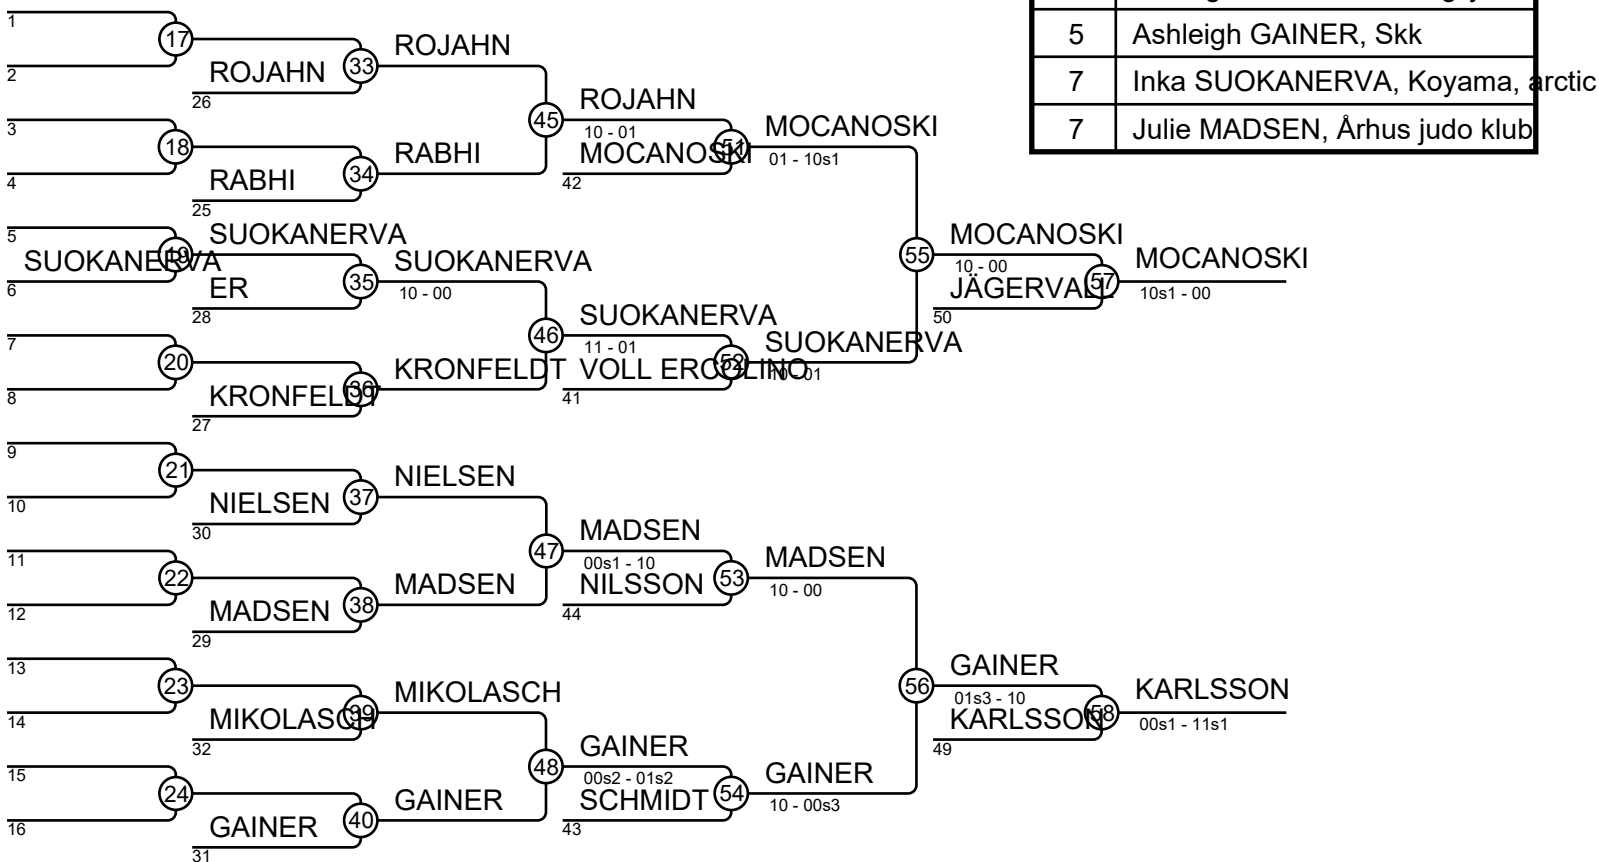 1
17
2
ROJAHN
33
26
ROJAHN
3
18
4
RABHI
34
25
RABHI
45
ROJAHN
10 - 01
MOCANOSKI
42
51
MOCANOSKI
01 - 10s1
5
SUOKANERVA
6
19
SUOKANERVA
ER
28
35
SUOKANERVA
10 - 00
7
20
8
KRONFELDT
27
36
KRONFELDT
46
SUOKANERVA
11 - 01
VOLL ERCOLINO
41
52
SUOKANERVA
10 - 01
55
MOCANOSKI
10 - 00
JÄGERVALL
50
57
MOCANOSKI
10s1 - 00
9
21
10
NIELSEN
30
37
NIELSEN
11
22
12
MADSEN
29
38
MADSEN
47
MADSEN
00s1 - 10
NILSSON
44
53
MADSEN
10 - 00
13
23
14
MIKOLASCH
32
39
MIKOLASCH
15
24
16
GAINER
31
40
GAINER
48
GAINER
00s2 - 01s2
SCHMIDT
43
54
GAINER
10 - 00s3
56
GAINER
01s3 - 10
KARLSSON
49
58
KARLSSON
00s1 - 11s1
5 Ashleigh GAINER, Skk
7 Inka SUOKANERVA, Koyama, arctic
7 Julie MADSEN, Århus judo klub